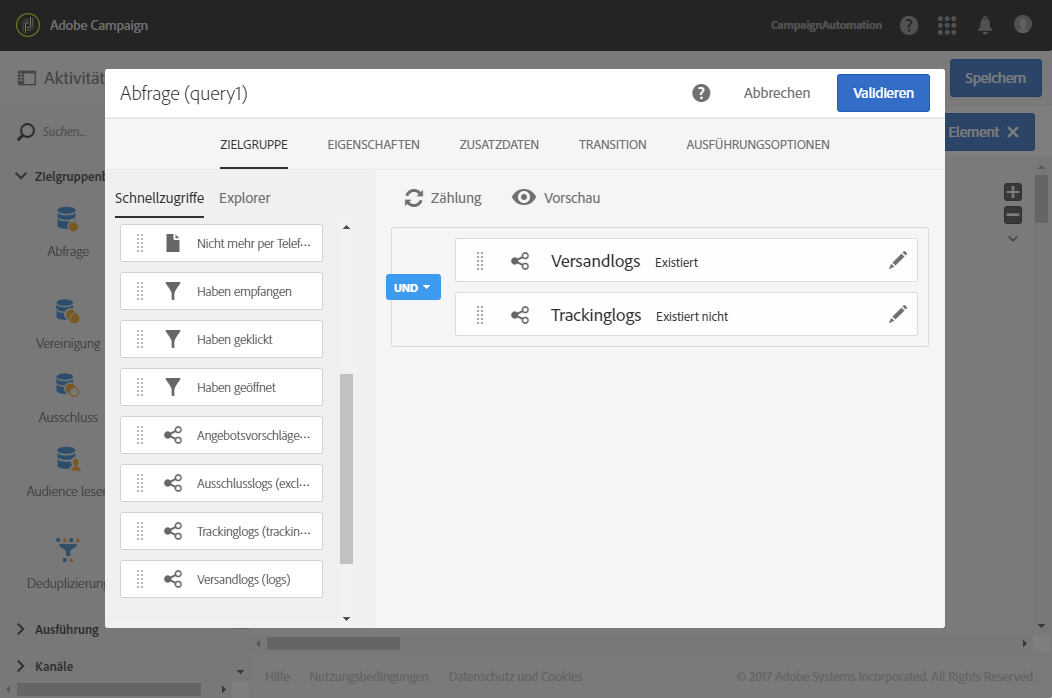 Adobe Campaign
CampaignAutomation
Aktivität
Speichern
Suchen...
Element
Zielgruppenb
Abfrage
Vereinigung
Ausschluss
Audience lesen
Deduplizierung
Ausführung
Kanäle
Abfrage (query1)
Abbrechen
Validieren
ZIELGRUPPE
EIGENSCHAFTEN
ZUSATZDATEN
TRANSITION
AUSFÜHRUNGSOPTIONEN
Schnellzugriffe
Explorer
Nicht mehr per Telef...
Haben empfangen
Haben geklickt
Haben geöffnet
Angebotsvorschläge...
Ausschlusslogs (excl...
Trackinglogs (trackin...
Versandlogs (logs)
Zählung
Vorschau
UND
Versandlogs Existiert
Trackinglogs Existiert nicht
Hilfe
Nutzungsbedingungen
Datenschutz und Cookies
© 2017 Adobe Systems Incorporated. All Rights Reserved.